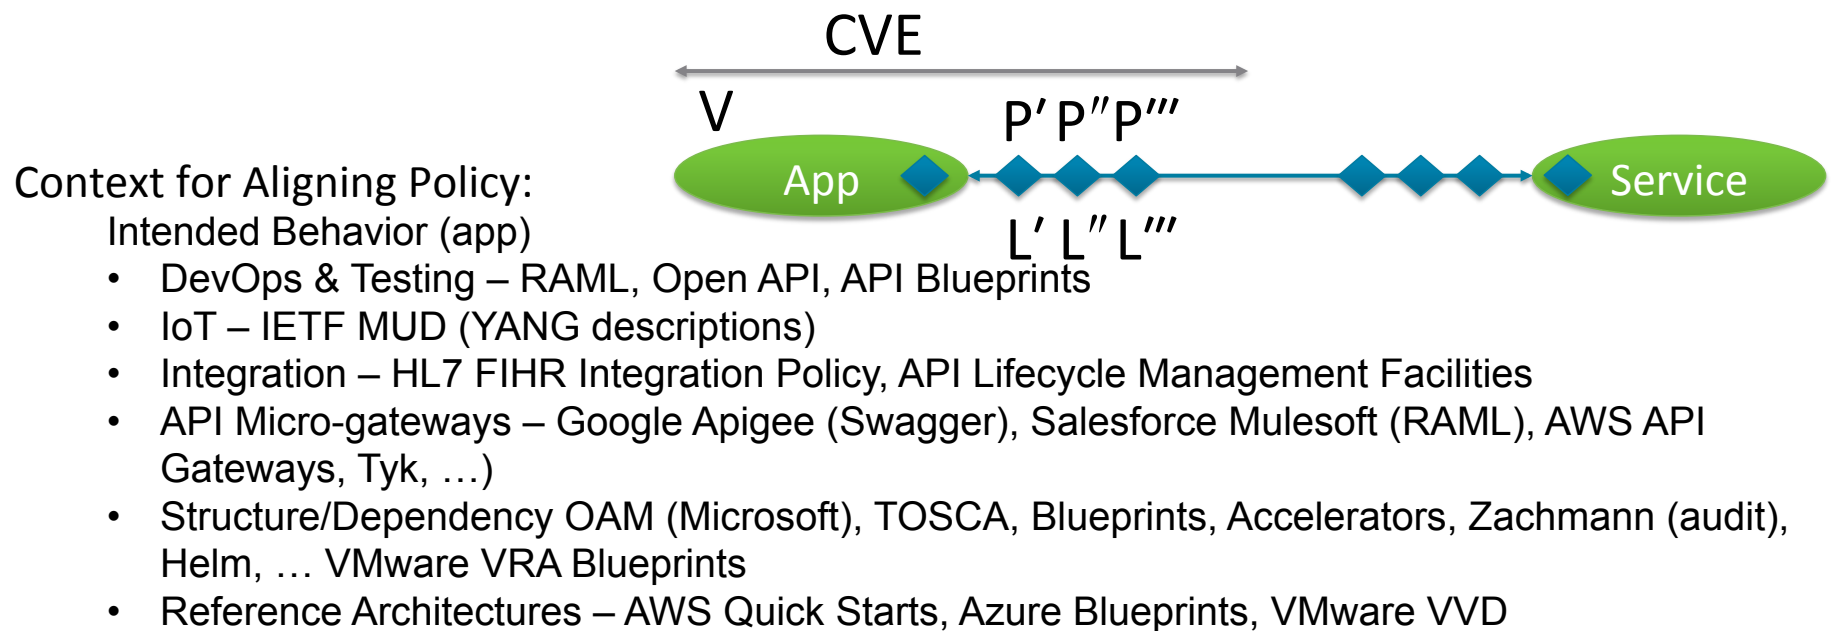 CVE
V
P′ P″ P‴
App
Service
L′ L″ L‴
Context for Aligning Policy:
Intended Behavior (app)
• DevOps & Testing – RAML, Open API, API Blueprints
• IoT – IETF MUD (YANG descriptions)
• Integration – HL7 FIHR Integration Policy, API Lifecycle Management Facilities
• API Micro-gateways – Google Apigee (Swagger), Salesforce Mulesoft (RAML), AWS API
Gateways, Tyk, …)
• Structure/Dependency OAM (Microsoft), TOSCA, Blueprints, Accelerators, Zachmann (audit),
Helm, … VMware VRA Blueprints
• Reference Architectures – AWS Quick Starts, Azure Blueprints, VMware VVD